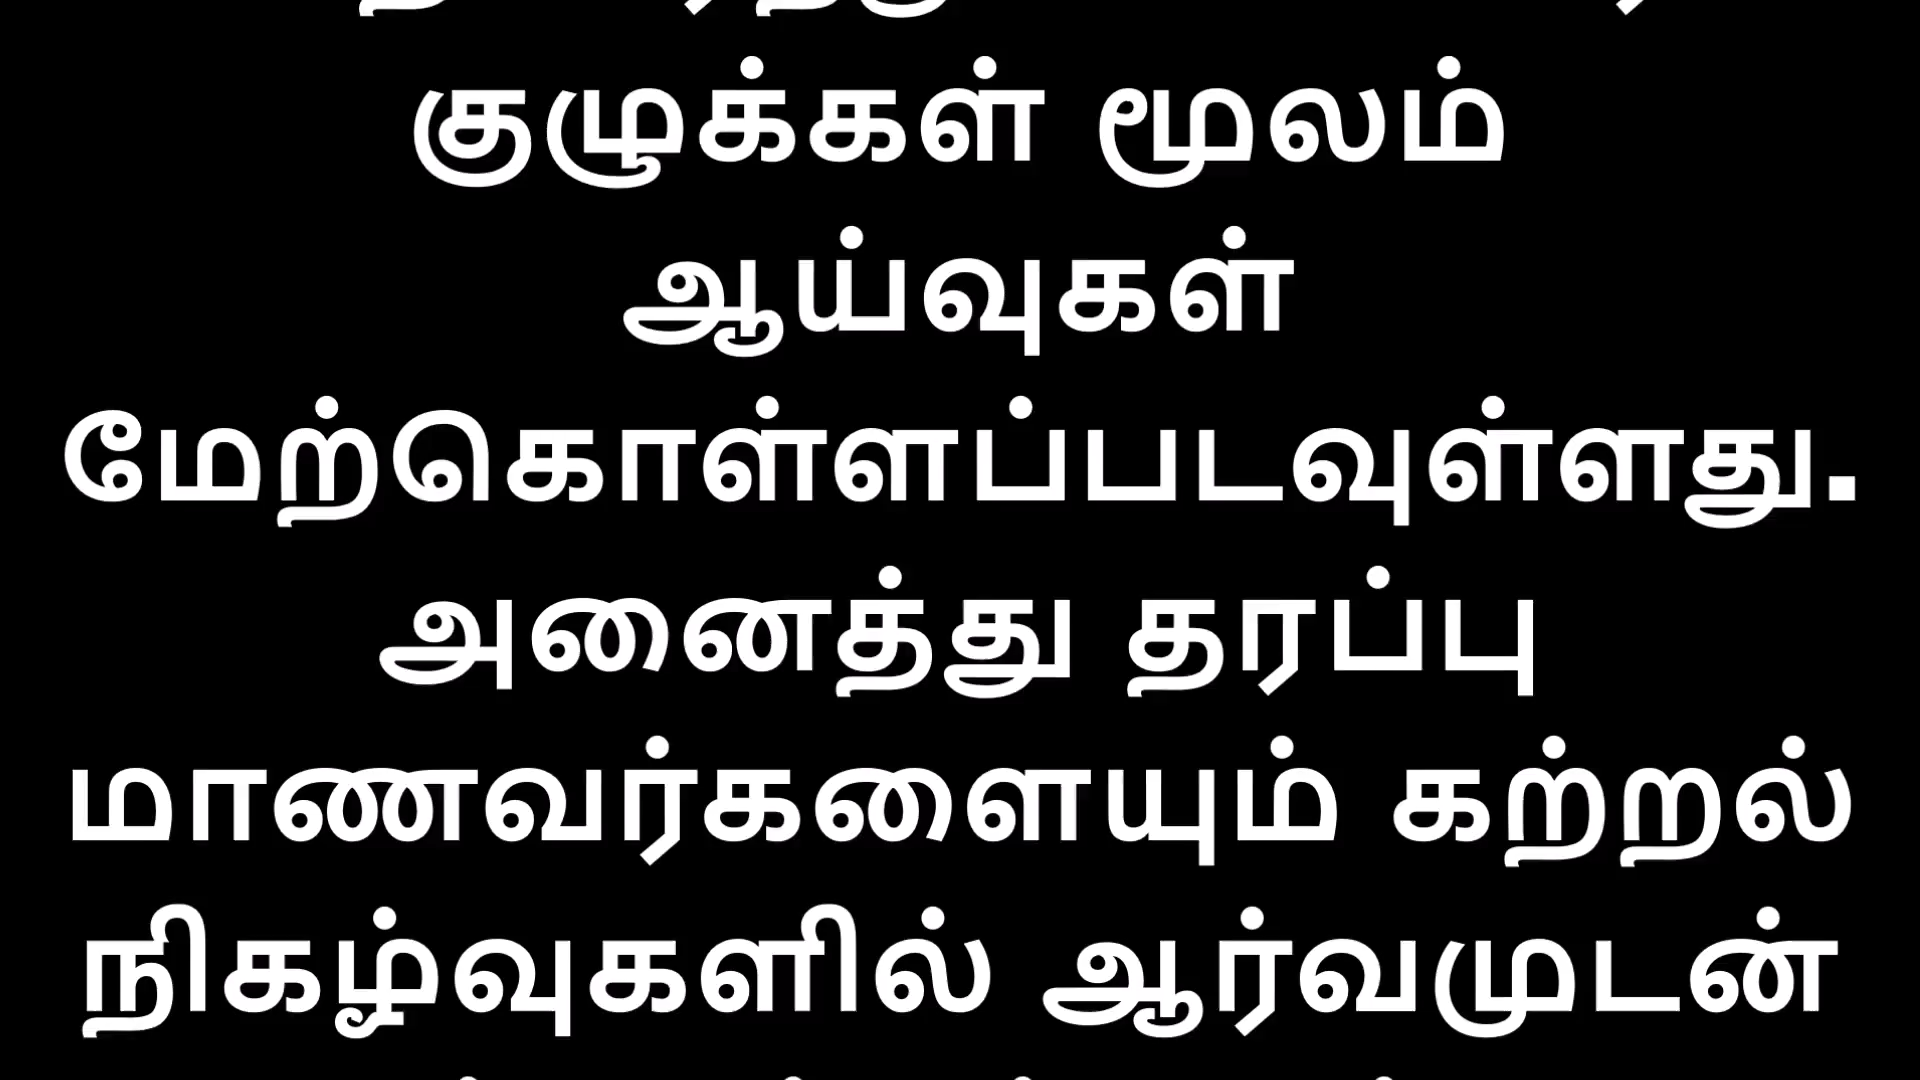 குழுக்கள் மூலம்
ஆய்வுகள்
மேற்கொள்ளப்படவுள்ளது.
அனைத்து தரப்பு
மாணவர்களையும் கற்றல்
நிகழ்வுகளில் ஆர்வமுடன்